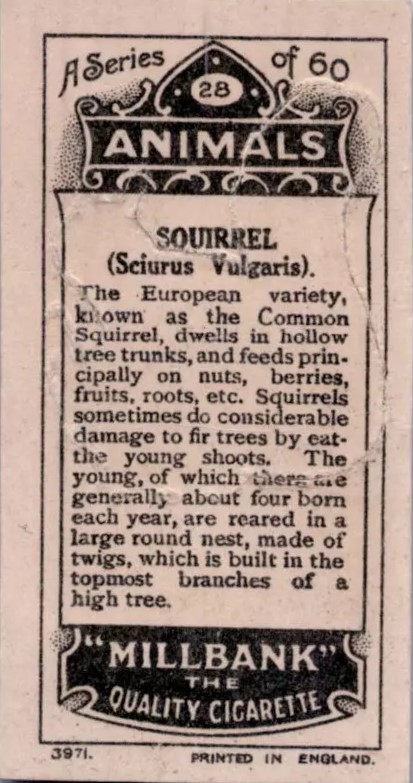 A Series of 60
28
ANIMALS
SQUIRREL
(Sciurus Vulgaris).
The European variety,
known as the Common
Squirrel, dwells in hollow
tree trunks, and feeds prin-
cipally on nuts, berries,
fruits, roots, etc. Squirrels
sometimes do considerable
damage to fir trees by eat-
the young shoots. The
young, of which there are
generally about four born
each year, are reared in a
large round nest, made of
twigs, which is built in the
topmost branches of a
high tree.
"MILLBANK"
THE
QUALITY CIGARETTE
3971. PRINTED IN ENGLAND.